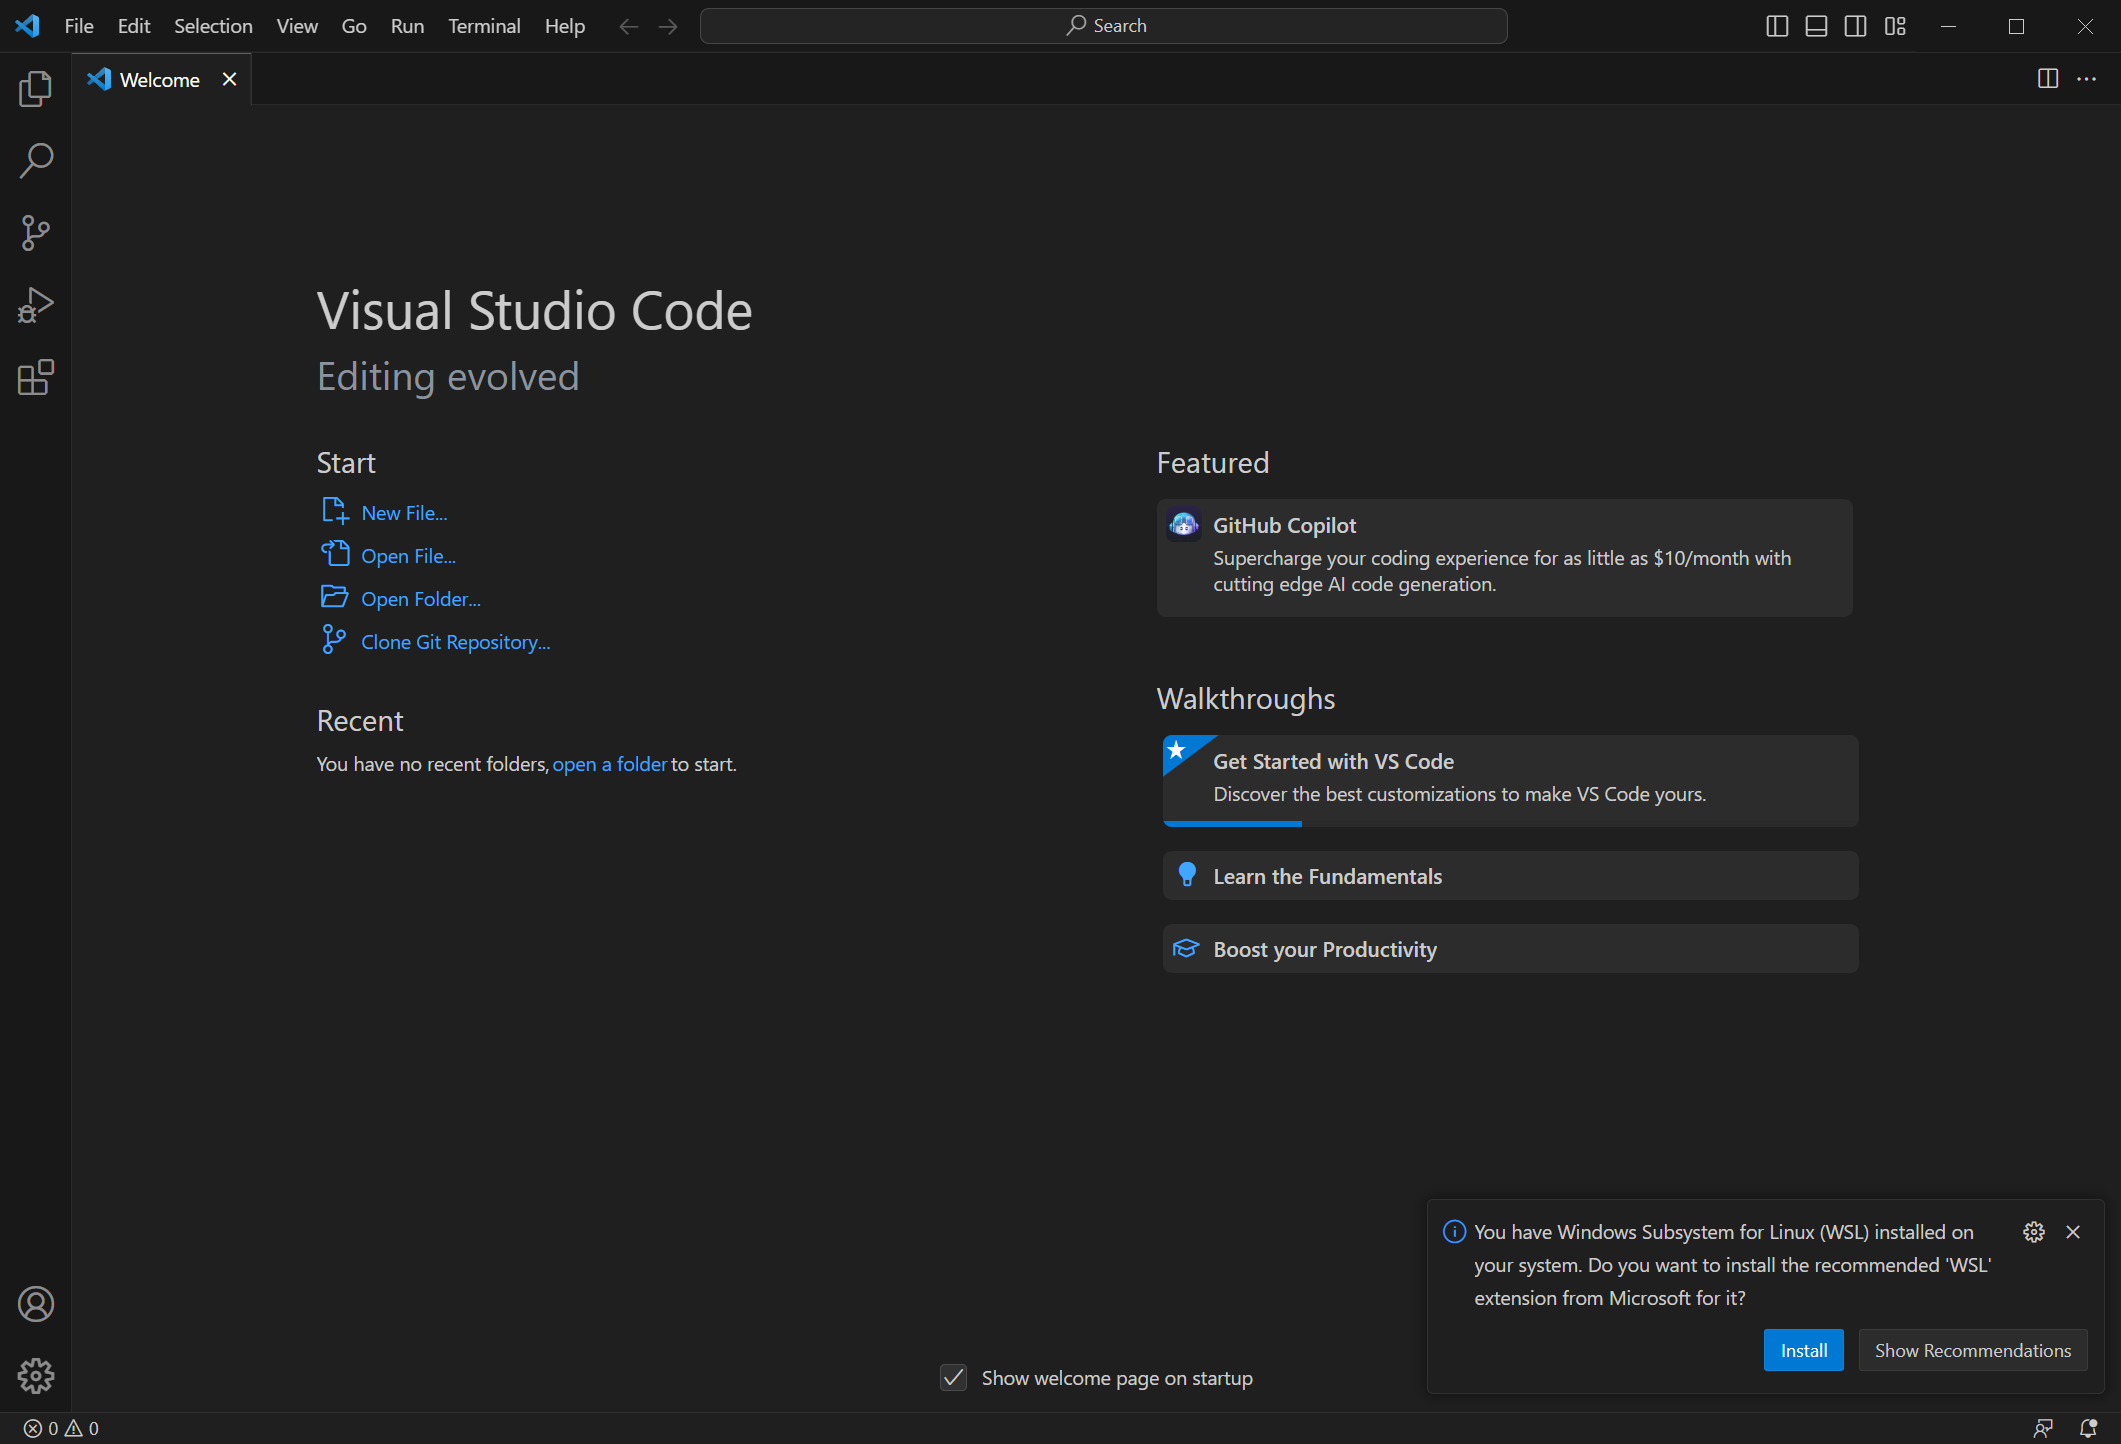 File Edit Selection View Go Run Terminal Help Search
Welcome
Visual Studio Code
Editing evolved
Start
New File...
Open File...
Open Folder...
Clone Git Repository...
Recent
You have no recent folders, open a folder to start.
Featured
GitHub Copilot
Supercharge your coding experience for as little as $10/month with
cutting edge AI code generation.
Walkthroughs
Get Started with VS Code
Discover the best customizations to make VS Code yours.
Learn the Fundamentals
Boost your Productivity
You have Windows Subsystem for Linux (WSL) installed on
your system. Do you want to install the recommended 'WSL'
extension from Microsoft for it?
Install Show Recommendations
Show welcome page on startup
0 0